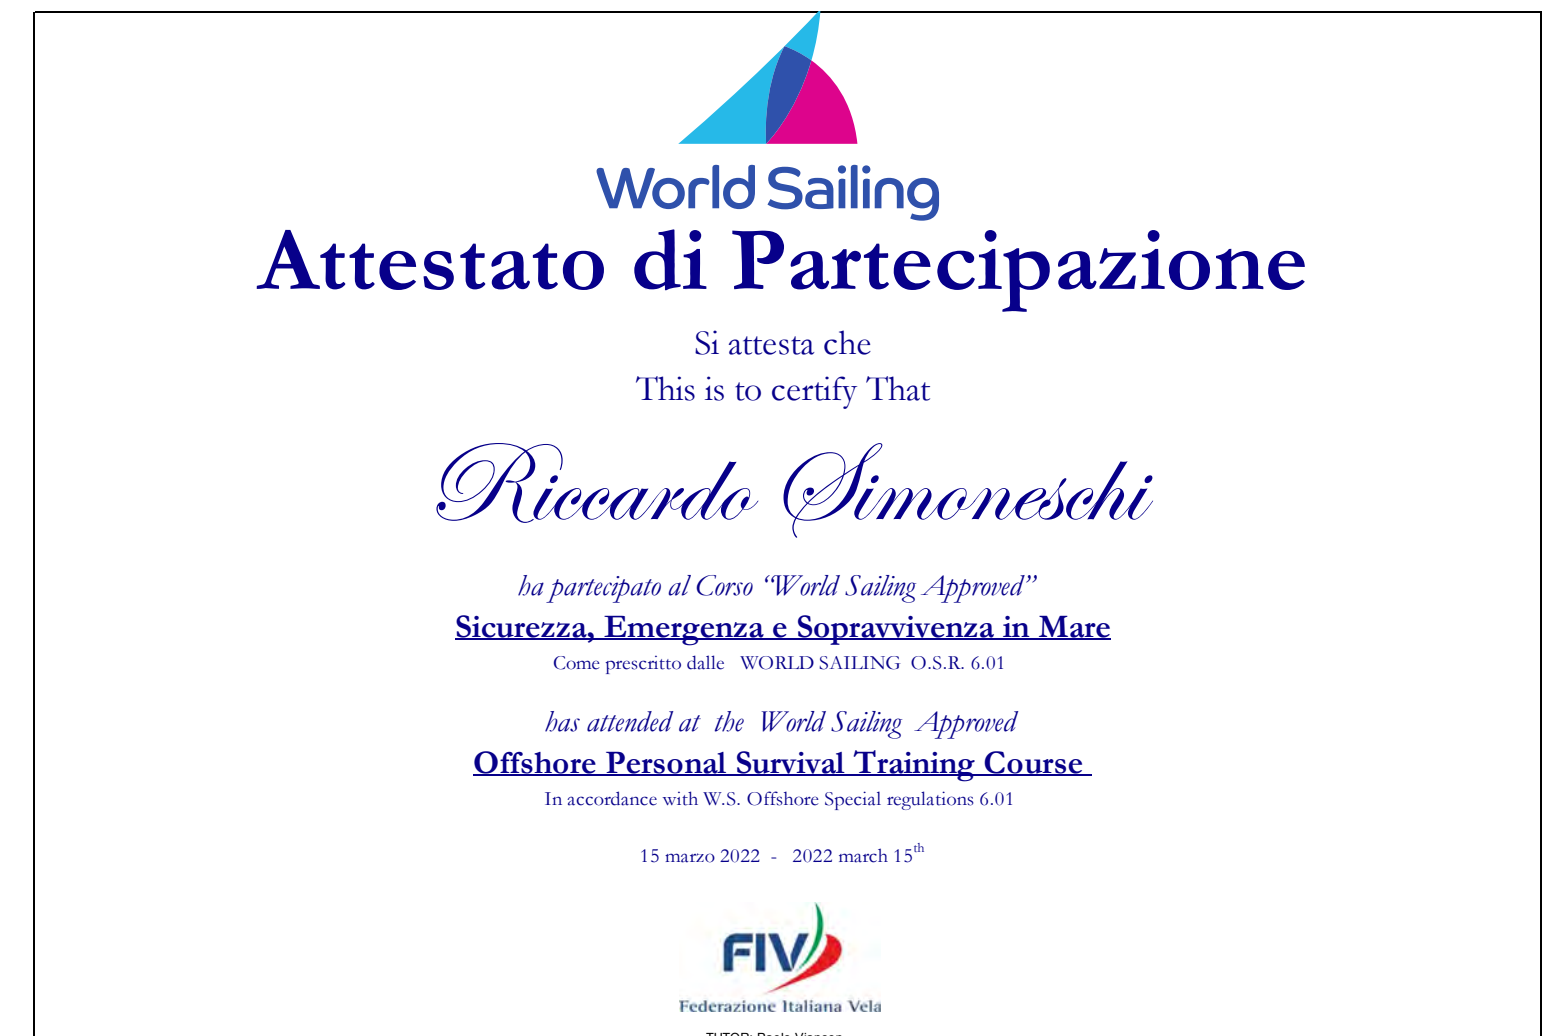 World Sailing
Attestato di Partecipazione
Si attesta che
This is to certify That
Riccardo Simoneschi
ha partecipato al Corso “World Sailing Approved”
Sicurezza, Emergenza e Sopravvivenza in Mare
Come prescritto dalle WORLD SAILING O.S.R. 6.01
has attended at the World Sailing Approved
Offshore Personal Survival Training Course
In accordance with W.S. Offshore Special regulations 6.01
15 marzo 2022 - 2022 march 15th
FIV
Federazione Italiana Vela
TUTOR: Paolo